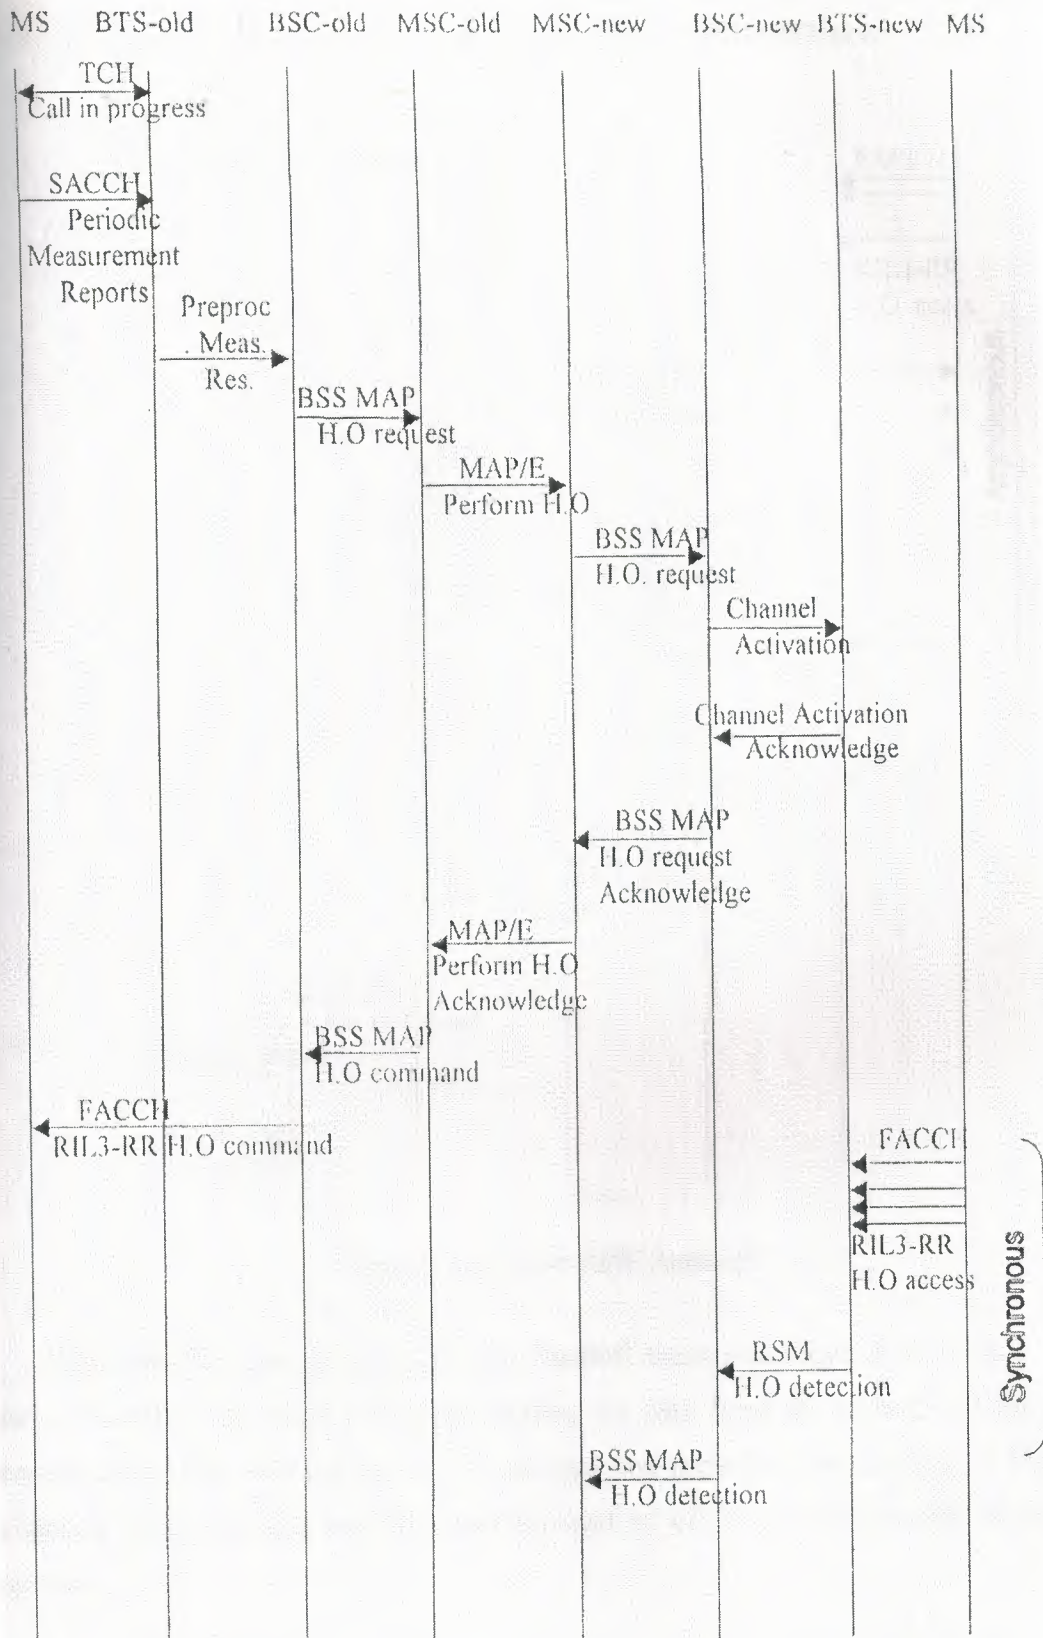 MS BTS-old BSC-old MSC-old MSC-new BSC-new BTS-new MS
TCH
Call in progress
SACCH
Periodic
Measurement
Reports
Preproc
. Meas.
Res.
BSS MAP
H.O request
MAP/E
Perform H.O
BSS MAP
H.O. request
Channel
Activation
Channel Activation
Acknowledge
BSS MAP
H.O request
Acknowledge
MAP/E
Perform H.O
Acknowledge
BSS MAP
H.O command
FACCH
RIL3-RR H.O command
FACCH
RIL3-RR
H.O access
Synchronous
RSM
H.O detection
BSS MAP
H.O detection